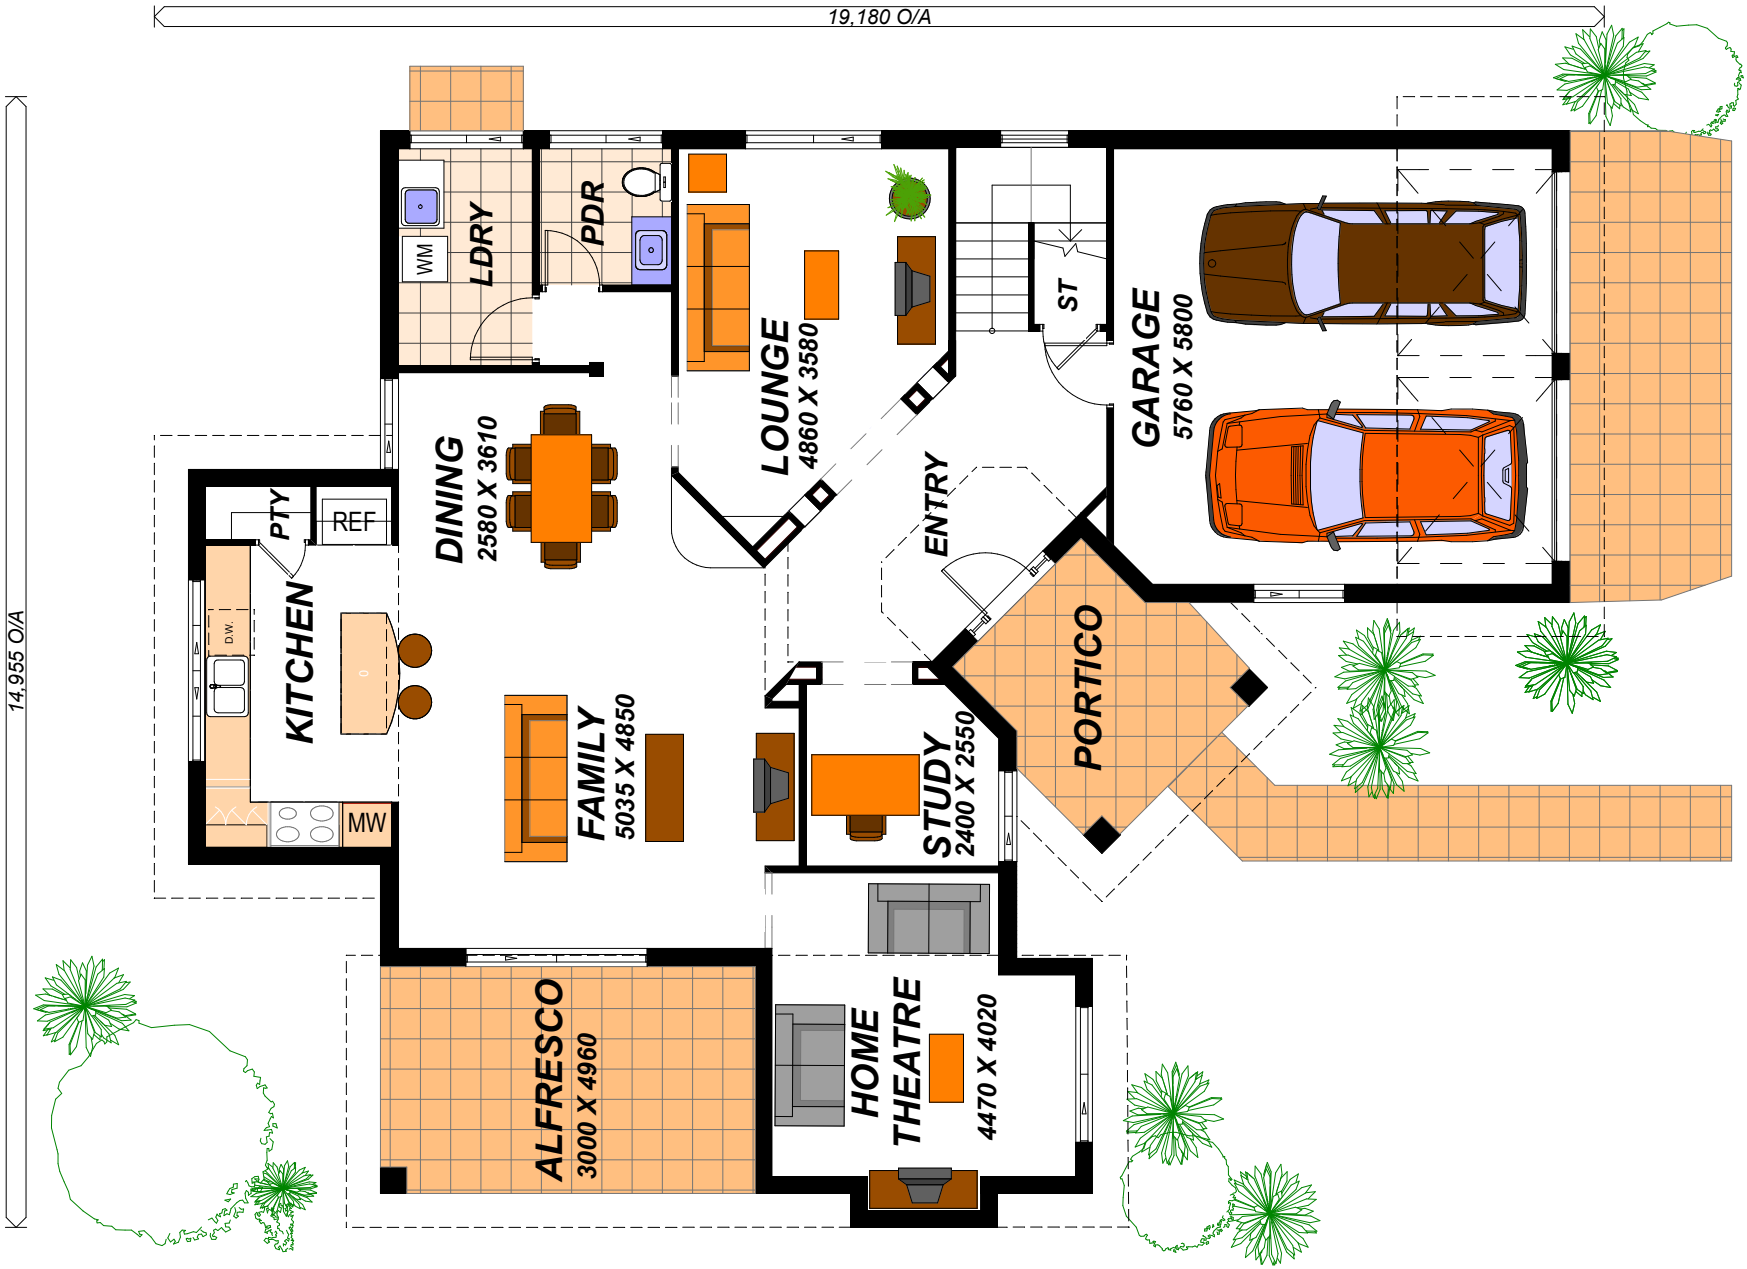 19,180 O/A
14,955 O/A
LDRY
WM
PDR
LOUNGE
4860 X 3580
ST
GARAGE
5760 X 5800
DINING
2580 X 3610
PTY
REF
ENTRY
KITCHEN
D.W.
MW
FAMILY
5035 X 4850
STUDY
2400 X 2550
PORTICO
ALFRESCO
3000 X 4960
HOME
THEATRE
4470 X 4020